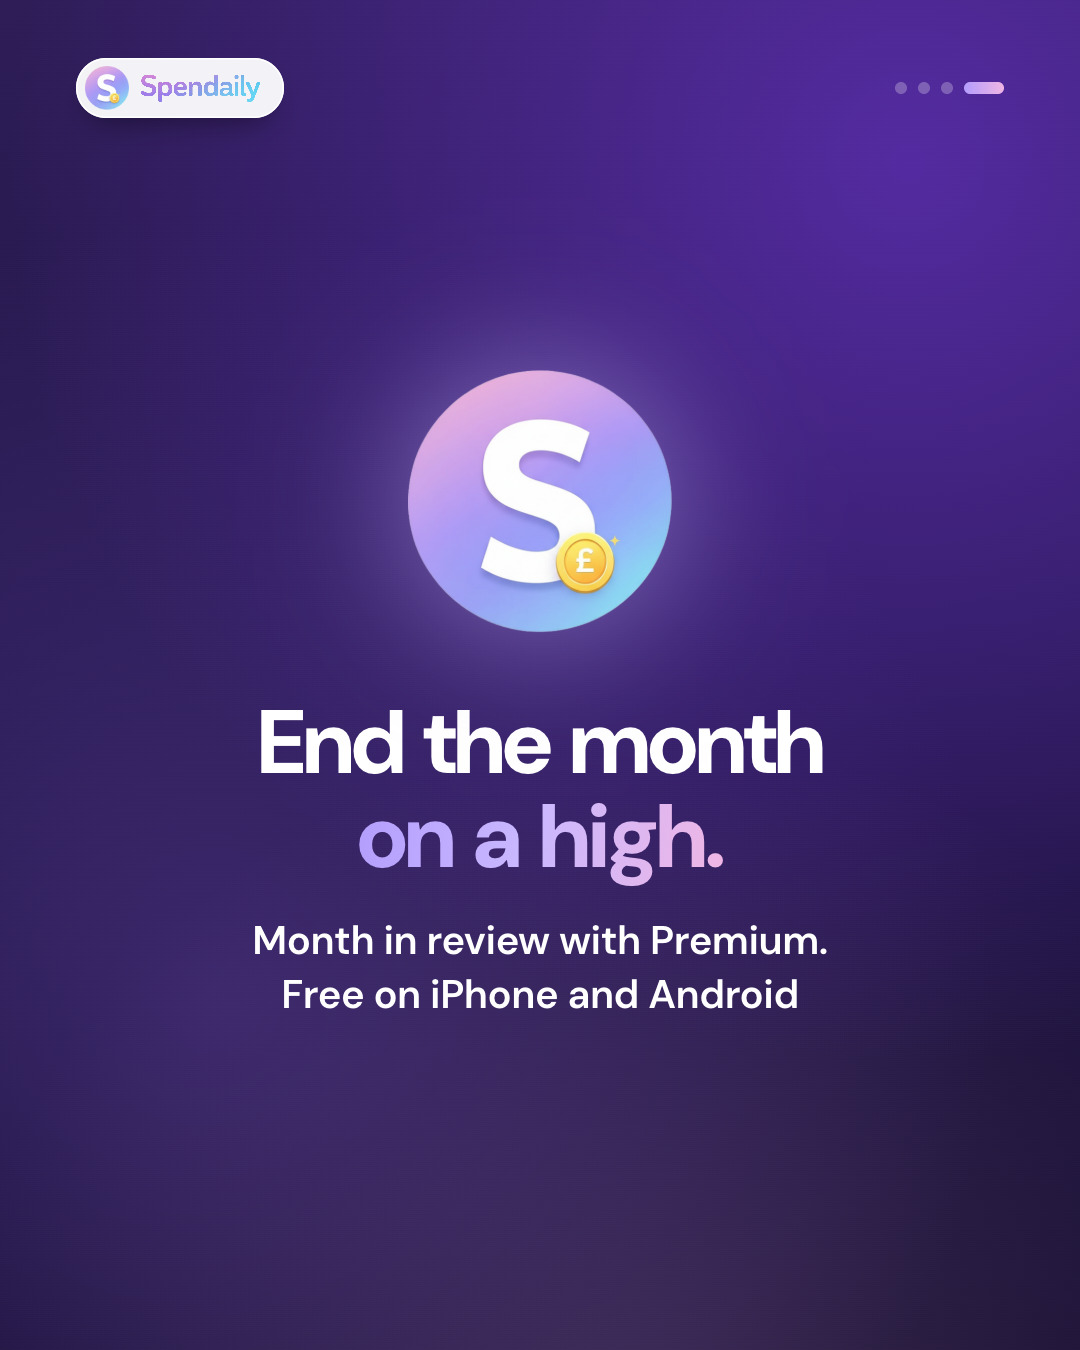 Spendaily
S
£
End the month
on a high.
Month in review with Premium.
Free on iPhone and Android